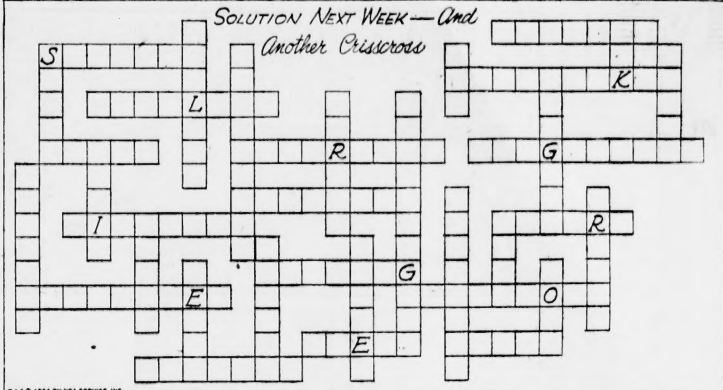 SOLUTION NEXT WEEK — And
Another Crisscross
S
K
L
R G
I R
G
E O
E